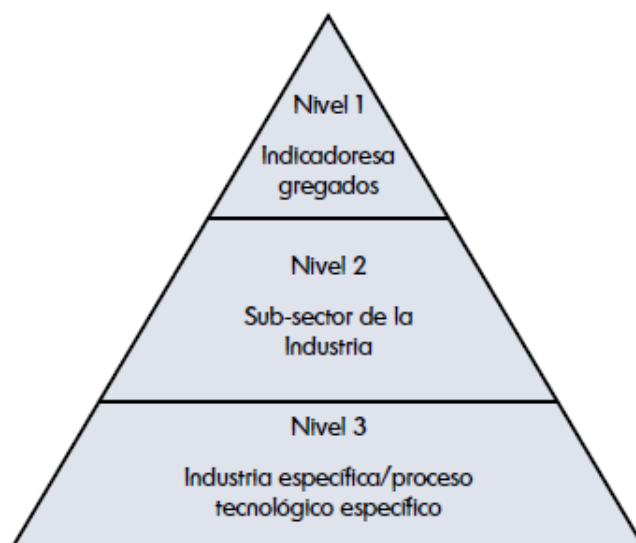 Nivel 1
Indicadoresa
gregados
Nivel 2
Sub-sector de la
Industria
Nivel 3
Industria específica/proceso
tecnológico específico